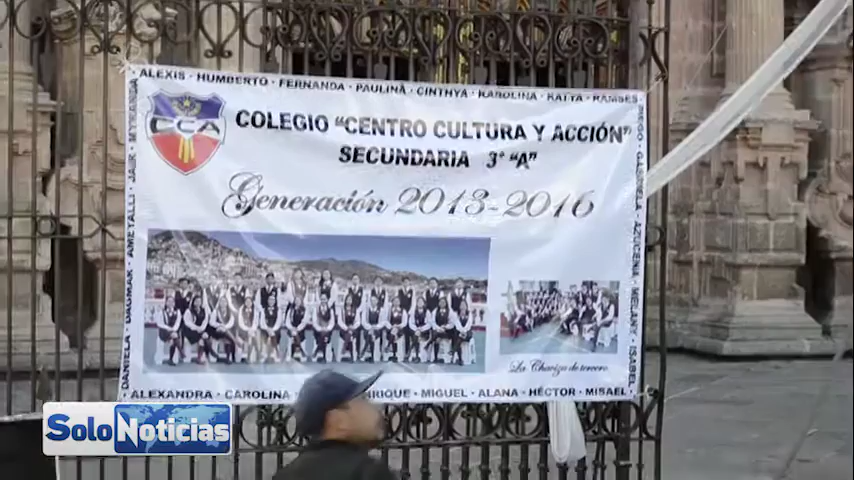 ALEXIS · HUMBERTO · FERNANDA · PAULINA · CINTHYA · KAROLINA · KATIA · RAMSES
CCA
COLEGIO "CENTRO CULTURA Y ACCIÓN"
SECUNDARIA 3° "A"
Generación 2013-2016
DANIELA · DAGMAR · AMETALLI · JAIR
GABRIELA · AZUCENA · MELANY · ISABEL
La Chaviza de tercero
ALEXANDRA · CAROLINA
MIGUEL · ALANA · HÉCTOR · MISAEL
SoloNoticias